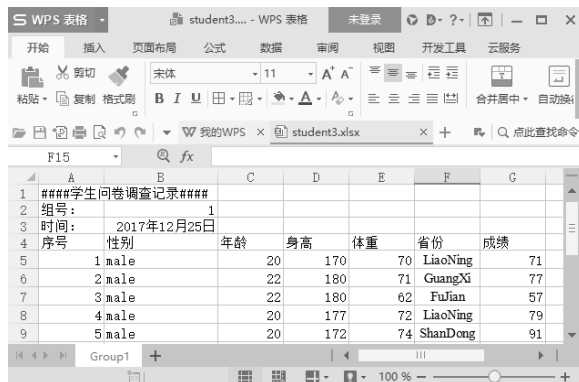 S WPS 表格 student3.... - WPS 表格 未登录
开始 插入 页面布局 公式 数据 审阅 视图 开发工具 云服务
剪切 宋体 11 A+ A-
粘贴 复制 格式刷 B I U A 合并居中 自动换
W 我的WPS × student3.xlsx × + 点此查找命令
F15 fx
A B C D E F G
1 ####学生问卷调查记录####
2 组号: 1
3 时间: 2017年12月25日
4 序号 性别 年龄 身高 体重 省份 成绩
5 1 male 20 170 70 LiaoNing 71
6 2 male 22 180 71 GuangXi 77
7 3 male 22 180 62 FuJian 57
8 4 male 20 177 72 LiaoNing 79
9 5 male 20 172 74 ShanDong 91
Group1 +
100 % - +